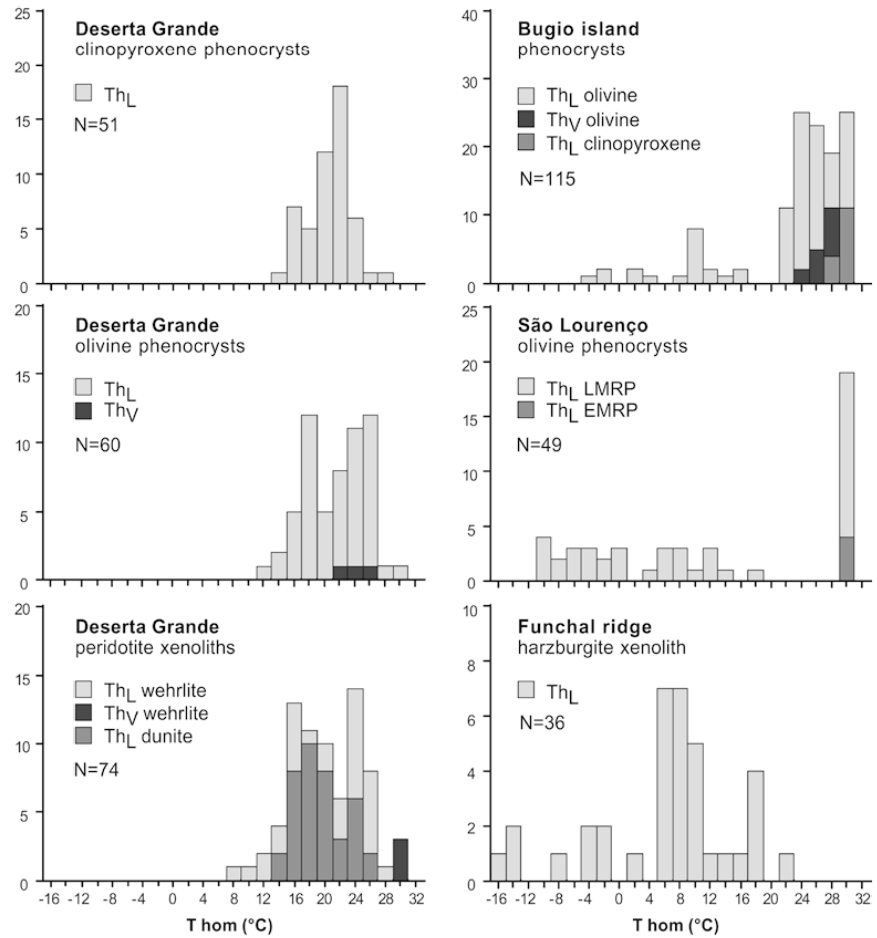 Deserta Grande
clinopyroxene phenocrysts
ThL
N=51
25
20
15
10
5
0
Bugio island
phenocrysts
ThL olivine
ThV olivine
ThL clinopyroxene
N=115
40
30
20
10
0
Deserta Grande
olivine phenocrysts
ThL
ThV
N=60
20
15
10
5
0
São Lourenço
olivine phenocrysts
ThL LMRP
ThL EMRP
N=49
25
20
15
10
5
0
Deserta Grande
peridotite xenoliths
ThL wehrlite
ThV wehrlite
ThL dunite
N=74
20
15
10
5
0
-16 -12 -8 -4 0 4 8 12 16 20 24 28 32
T hom (°C)
Funchal ridge
harzburgite xenolith
ThL
N=36
10
8
6
4
2
0
-16 -12 -8 -4 0 4 8 12 16 20 24 28 32
T hom (°C)